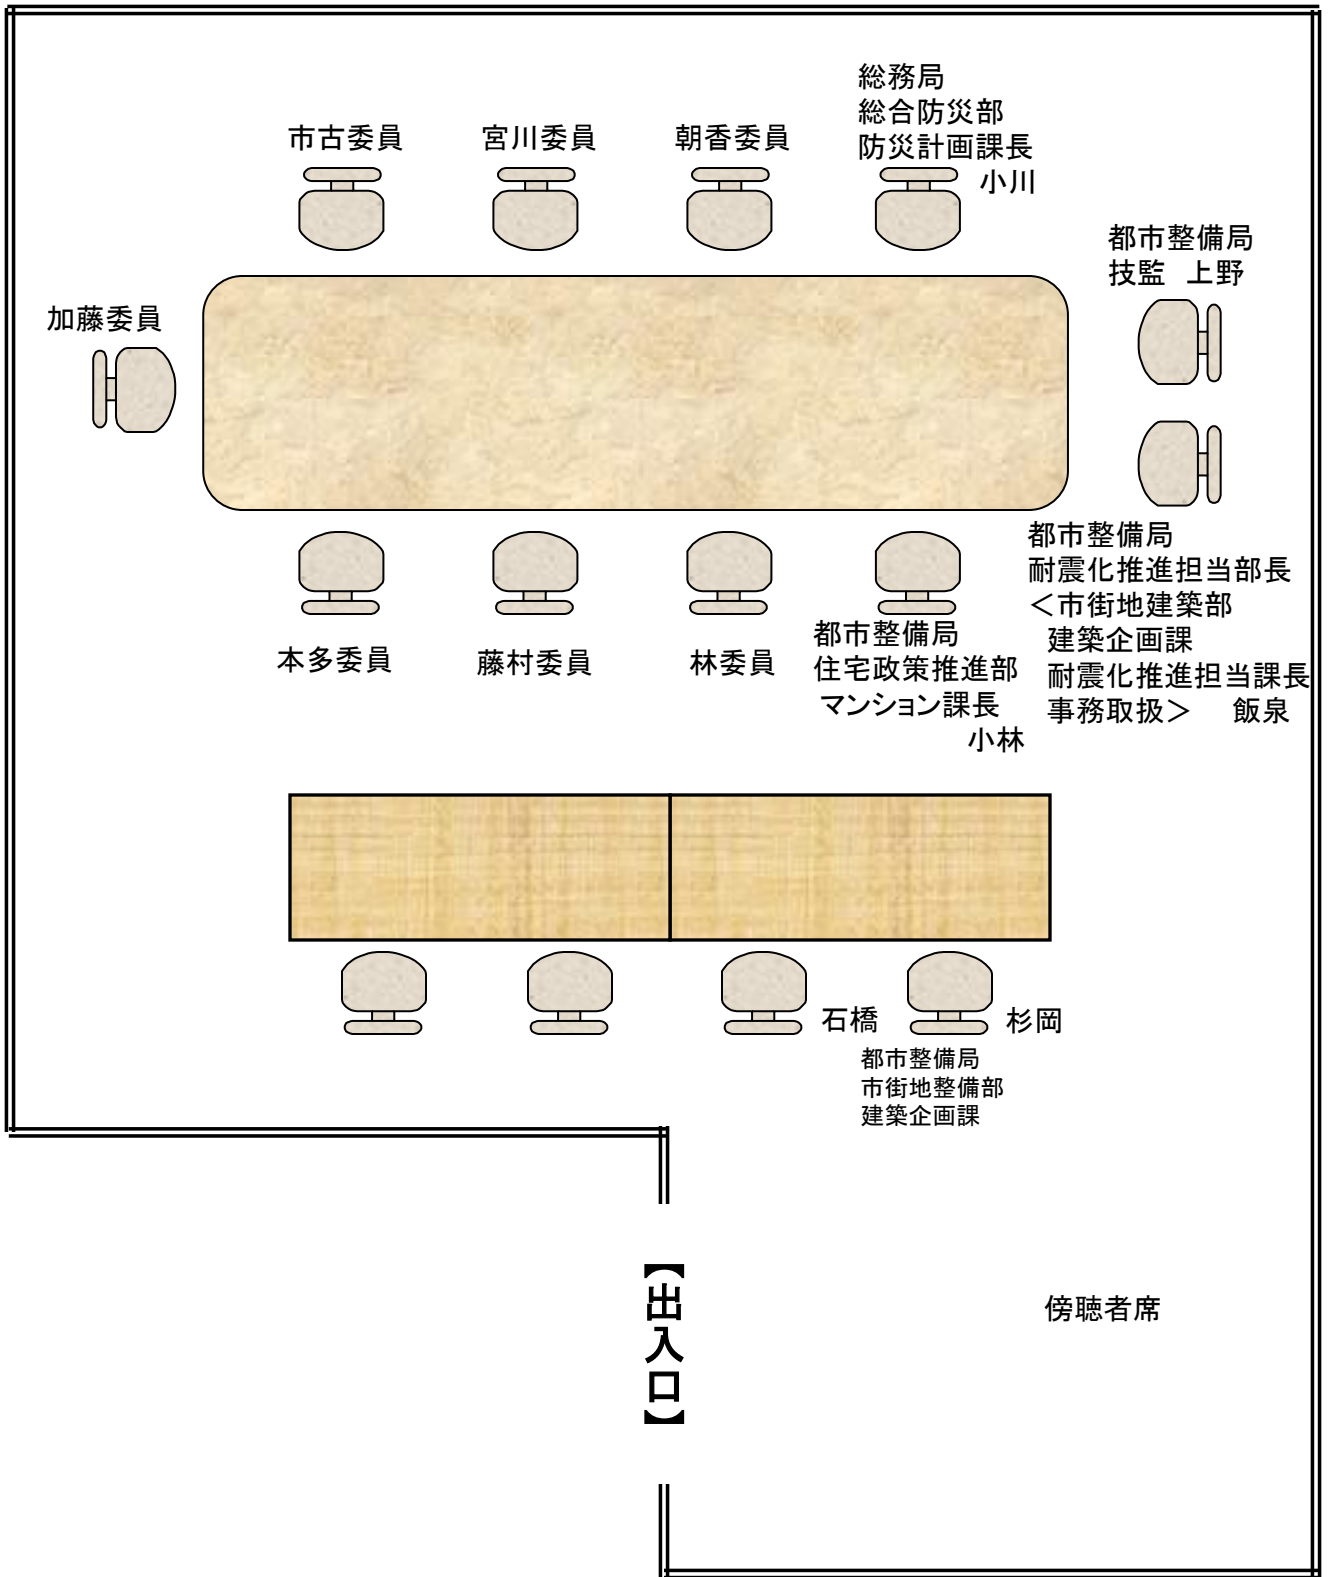 市古委員
宮川委員
朝香委員
総務局
総合防災部
防災計画課長
小川
都市整備局
技監 上野
加藤委員
本多委員
藤村委員
林委員
都市整備局
住宅政策推進部
マンション課長
小林
都市整備局
耐震化推進担当部長
＜市街地建築部
建築企画課
耐震化推進担当課長
事務取扱＞ 飯泉
石橋
杉岡
都市整備局
市街地整備部
建築企画課
【出入口】
傍聴者席